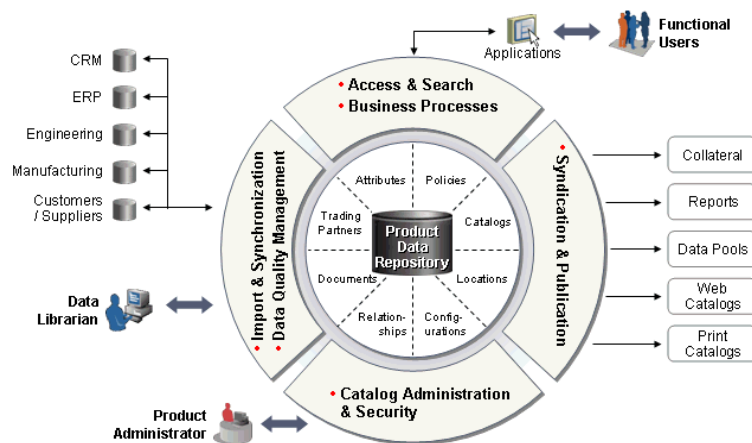 Functional
Users
Applications
CRM
ERP
Engineering
Manufacturing
Customers
/ Suppliers
• Access & Search
• Business Processes
• Import & Synchronization
• Data Quality Management
• Syndication & Publication
• Catalog Administration
& Security
Attributes
Policies
Trading
Partners
Catalogs
Product
Data
Repository
Documents
Locations
Relation-
ships
Config-
urations
Collateral
Reports
Data Pools
Web
Catalogs
Print
Catalogs
Data
Librarian
Product
Administrator